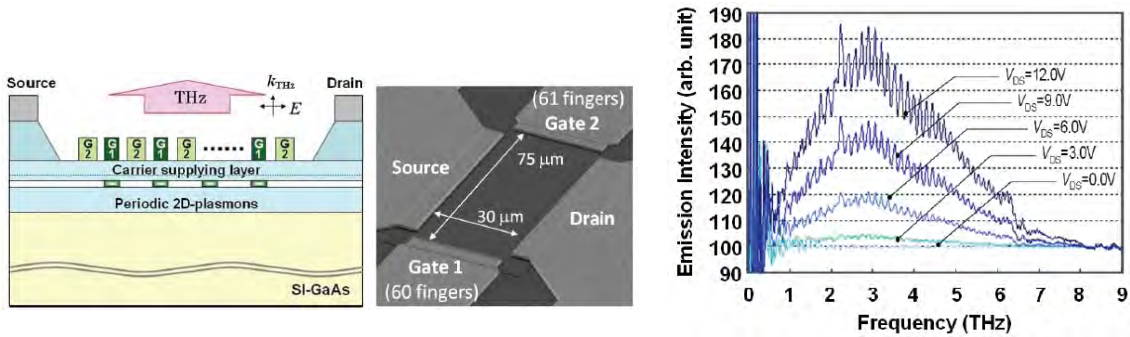 Source
Drain
k_THz
THz
E
G 2
G 1
G 2
G 2
......
G 1
G 2
Carrier supplying layer
Periodic 2D-plasmons
SI-GaAs
(61 fingers)
Gate 2
75 μm
Source
30 μm
Drain
Gate 1
(60 fingers)
Emission Intensity (arb. unit)
190
180
170
160
150
140
130
120
110
100
90
V_DS=12.0V
V_DS=9.0V
V_DS=6.0V
V_DS=3.0V
V_DS=0.0V
0 1 2 3 4 5 6 7 8 9
Frequency (THz)